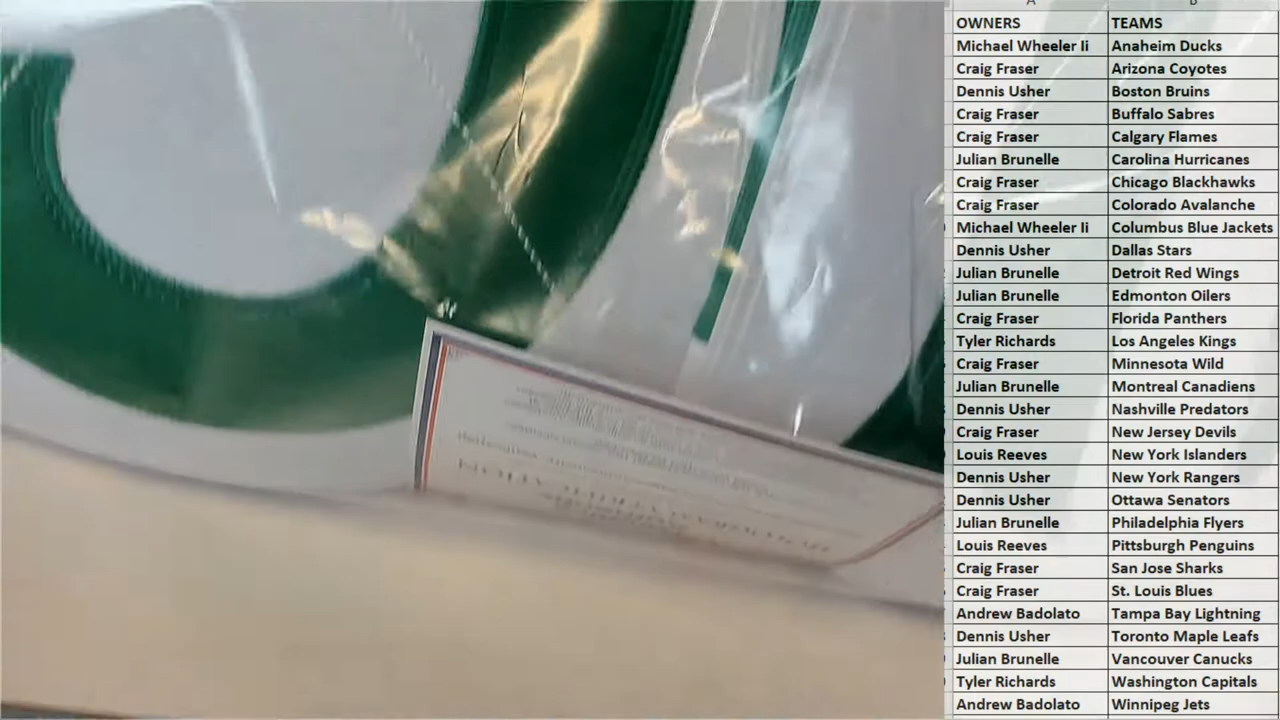 A B
OWNERS TEAMS
Michael Wheeler Ii Anaheim Ducks
Craig Fraser Arizona Coyotes
Dennis Usher Boston Bruins
Craig Fraser Buffalo Sabres
Craig Fraser Calgary Flames
Julian Brunelle Carolina Hurricanes
Craig Fraser Chicago Blackhawks
Craig Fraser Colorado Avalanche
Michael Wheeler Ii Columbus Blue Jackets
Dennis Usher Dallas Stars
Julian Brunelle Detroit Red Wings
Julian Brunelle Edmonton Oilers
Craig Fraser Florida Panthers
Tyler Richards Los Angeles Kings
Craig Fraser Minnesota Wild
Julian Brunelle Montreal Canadiens
Dennis Usher Nashville Predators
Craig Fraser New Jersey Devils
Louis Reeves New York Islanders
Dennis Usher New York Rangers
Dennis Usher Ottawa Senators
Julian Brunelle Philadelphia Flyers
Louis Reeves Pittsburgh Penguins
Craig Fraser San Jose Sharks
Craig Fraser St. Louis Blues
Andrew Badolato Tampa Bay Lightning
Dennis Usher Toronto Maple Leafs
Julian Brunelle Vancouver Canucks
Tyler Richards Washington Capitals
Andrew Badolato Winnipeg Jets